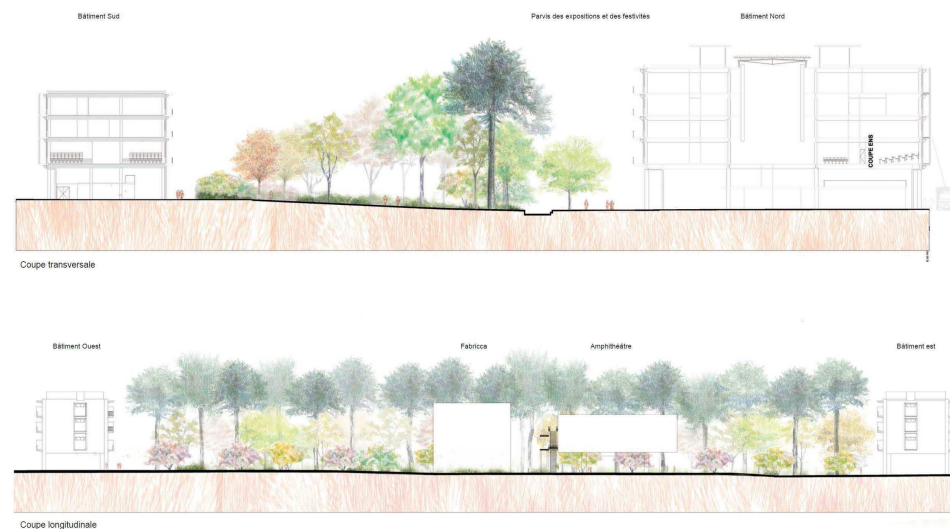 Bâtiment Sud
Parvis des expositions et des festivités
Bâtiment Nord
COUPE ENS
Coupe transversale
Bâtiment Ouest
Fabricca
Amphithéâtre
Bâtiment est
Coupe longitudinale